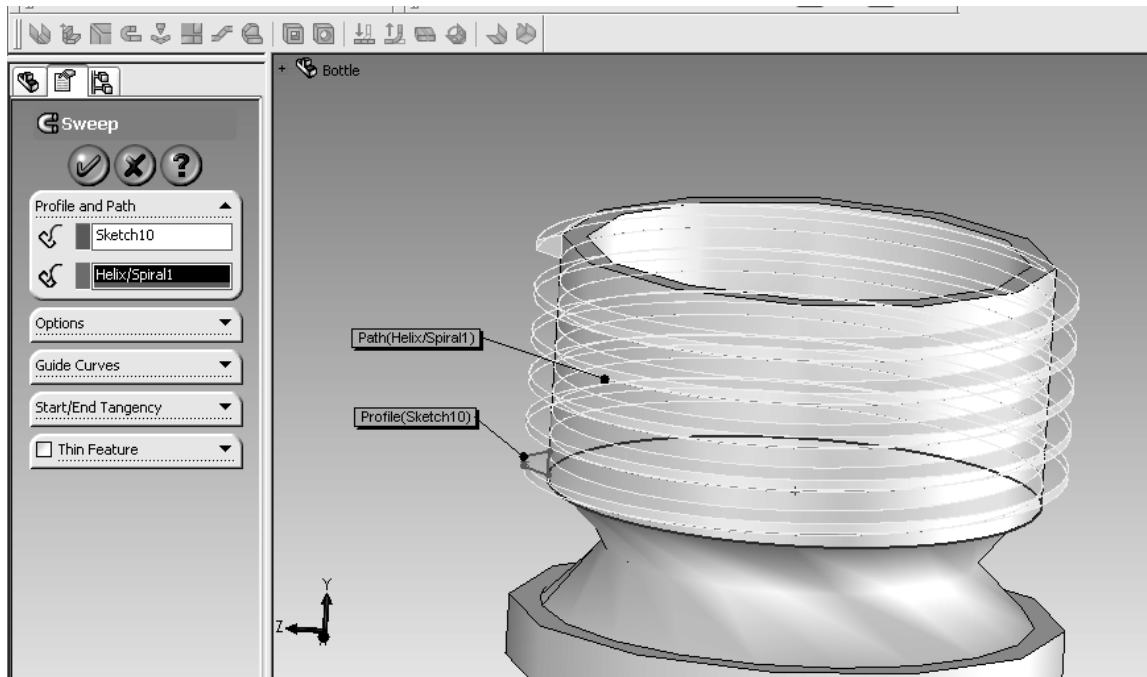 + Bottle
Sweep
?
Profile and Path
Sketch10
Helix/Spiral1
Options
Guide Curves
Start/End Tangency
Thin Feature
Path(Helix/Spiral1)
Profile(Sketch10)
Y
Z